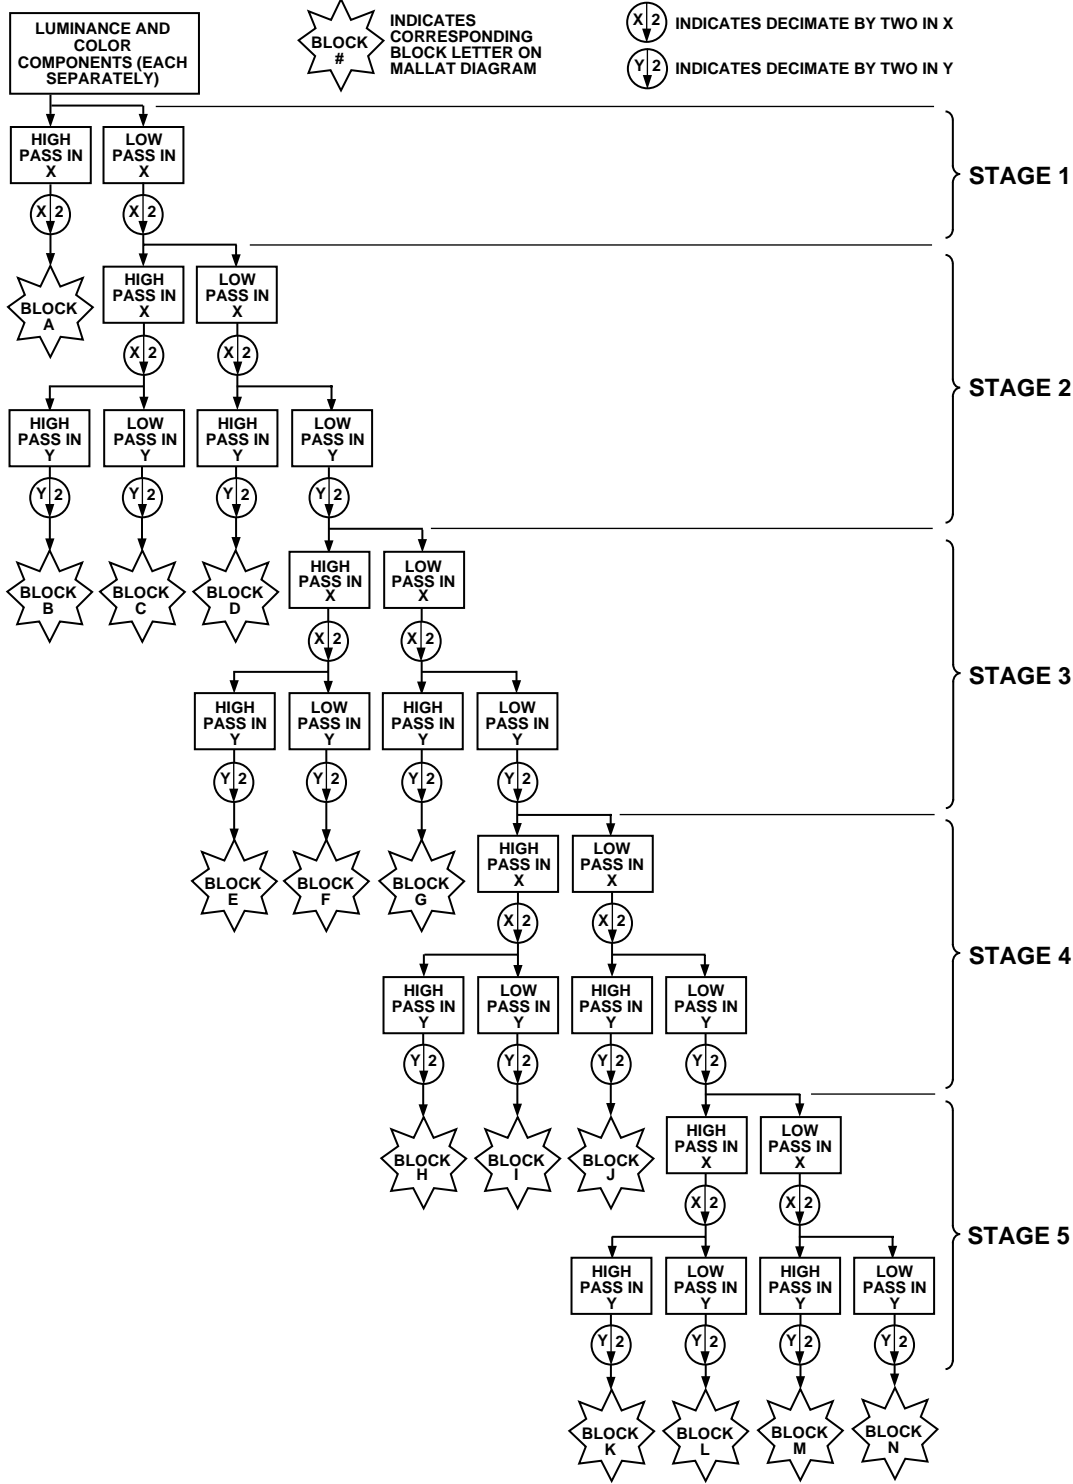 LUMINANCE AND
COLOR
COMPONENTS (EACH
SEPARATELY)
BLOCK
#
INDICATES
CORRESPONDING
BLOCK LETTER ON
MALLAT DIAGRAM
X 2
INDICATES DECIMATE BY TWO IN X
Y 2
INDICATES DECIMATE BY TWO IN Y
HIGH
PASS IN
X
LOW
PASS IN
X
STAGE 1
X 2
X 2
BLOCK
A
HIGH
PASS IN
X
LOW
PASS IN
X
X 2
X 2
STAGE 2
HIGH
PASS IN
Y
LOW
PASS IN
Y
HIGH
PASS IN
Y
LOW
PASS IN
Y
Y 2
Y 2
Y 2
Y 2
BLOCK
B
BLOCK
C
BLOCK
D
HIGH
PASS IN
X
LOW
PASS IN
X
X 2
X 2
STAGE 3
HIGH
PASS IN
Y
LOW
PASS IN
Y
HIGH
PASS IN
Y
LOW
PASS IN
Y
Y 2
Y 2
Y 2
Y 2
BLOCK
E
BLOCK
F
BLOCK
G
HIGH
PASS IN
X
LOW
PASS IN
X
X 2
X 2
STAGE 4
HIGH
PASS IN
Y
LOW
PASS IN
Y
HIGH
PASS IN
Y
LOW
PASS IN
Y
Y 2
Y 2
Y 2
Y 2
BLOCK
H
BLOCK
I
BLOCK
J
HIGH
PASS IN
X
LOW
PASS IN
X
X 2
X 2
STAGE 5
HIGH
PASS IN
Y
LOW
PASS IN
Y
HIGH
PASS IN
Y
LOW
PASS IN
Y
Y 2
Y 2
Y 2
Y 2
BLOCK
K
BLOCK
L
BLOCK
M
BLOCK
N